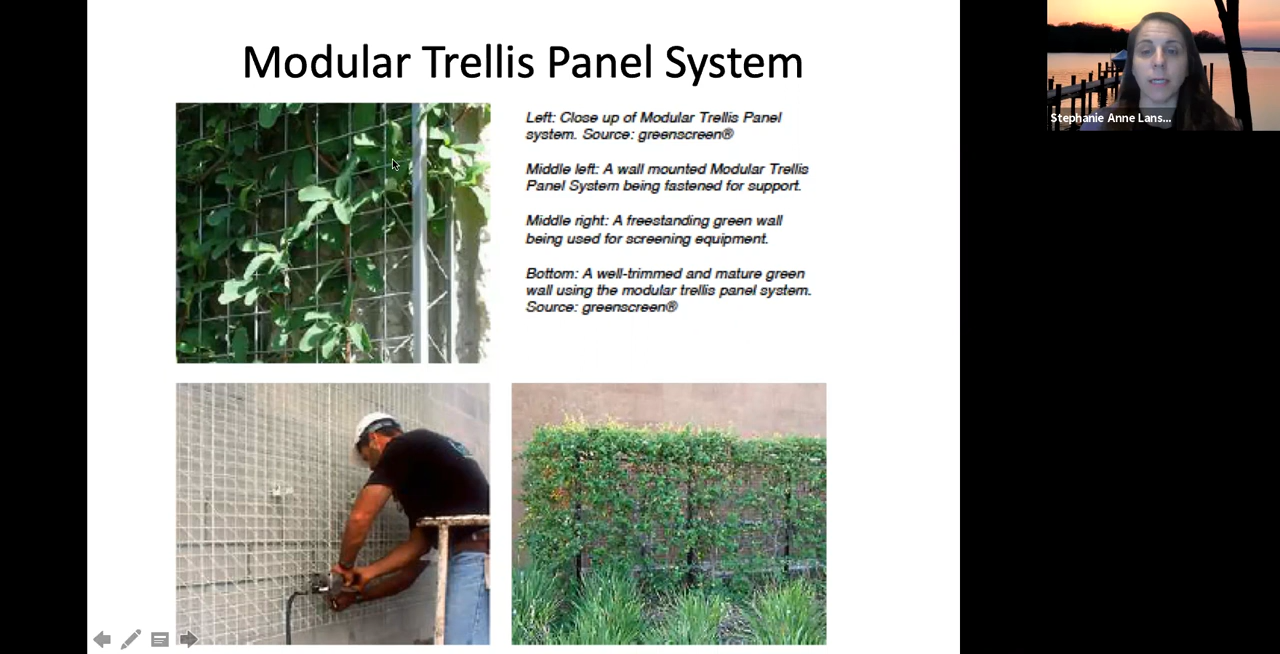 Modular Trellis Panel System
Left: Close up of Modular Trellis Panel
system. Source: greenscreen®
Middle left: A wall mounted Modular Trellis
Panel System being fastened for support.
Middle right: A freestanding green wall
being used for screening equipment.
Bottom: A well-trimmed and mature green
wall using the modular trellis panel system.
Source: greenscreen®
Stephanie Anne Lans...